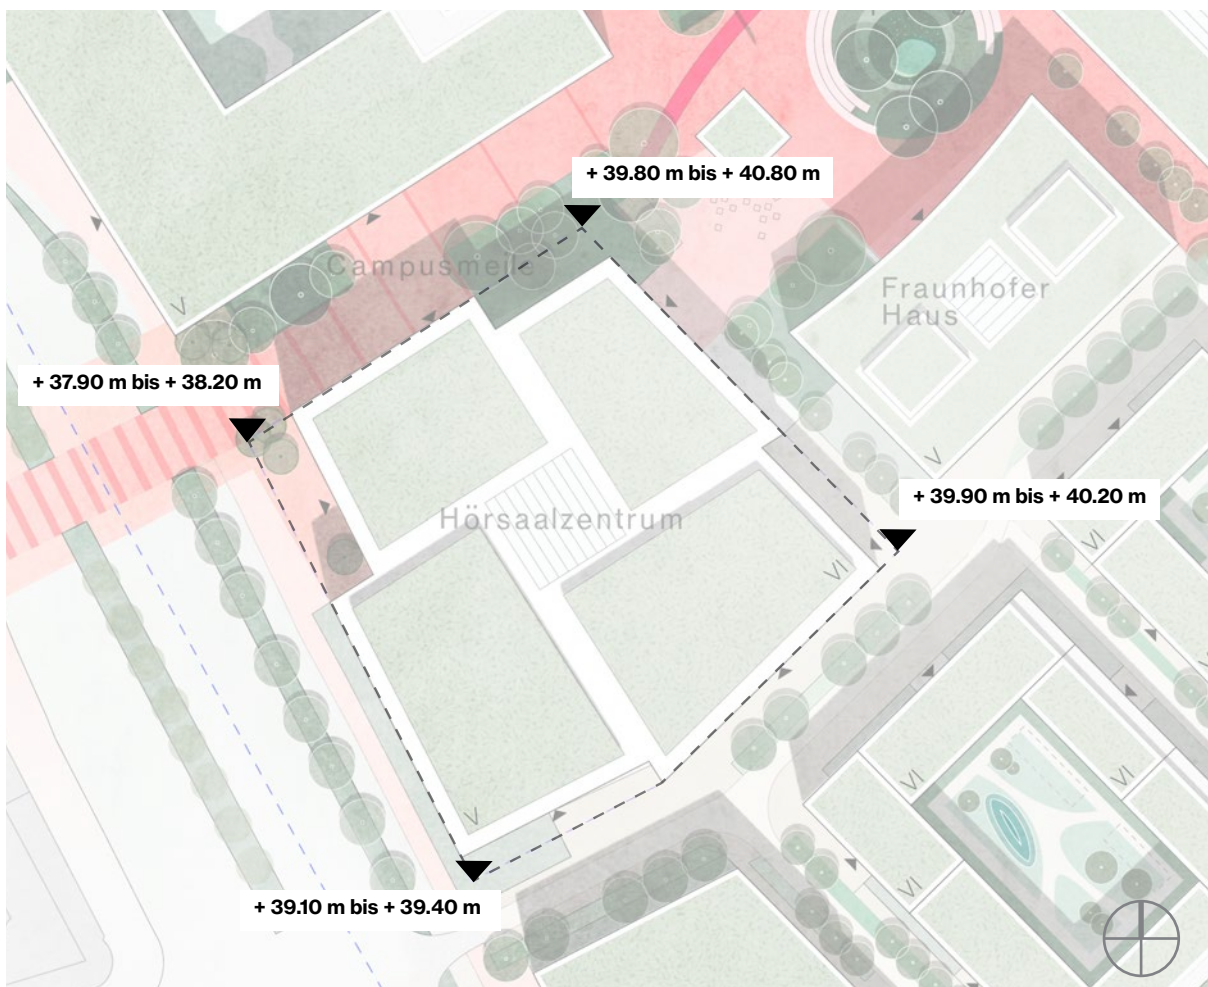 + 39.80 m bis + 40.80 m
Campusmeile
Fraunhofer
Haus
V
+ 37.90 m bis + 38.20 m
V
+ 39.90 m bis + 40.20 m
Hörsaalzentrum
VI
VI
VI
VI
V
VI
+ 39.10 m bis + 39.40 m